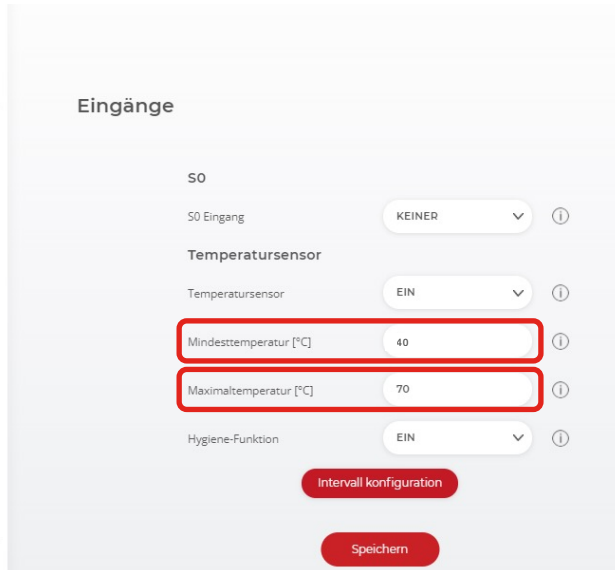 Eingänge
S0
S0 Eingang KEINER
Temperatursensor
Temperatursensor EIN
Mindesttemperatur [°C] 40
Maximaltemperatur [°C] 70
Hygiene-Funktion EIN
Intervall konfiguration
Speichern